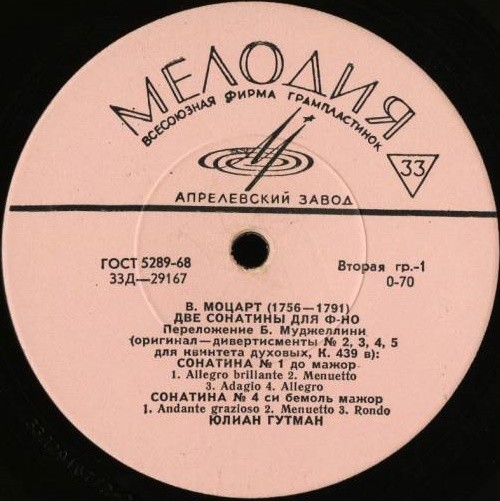 МЕЛОДИЯ
ВСЕСОЮЗНАЯ ФИРМА ГРАМПЛАСТИНОК
33
АПРЕЛЕВСКИЙ ЗАВОД
ГОСТ 5289-68 Вторая гр.-1
33Д-29167 0-70
В. МОЦАРТ (1756-1791)
ДВЕ СОНАТИНЫ ДЛЯ Ф-НО
Переложение Б. Муджеллини
(оригинал-дивертисменты № 2, 3, 4, 5
для квинтета духовых, К. 439 в):
СОНАТИНА № 1 до мажор
1. Allegro brillante 2. Menuetto
3. Adagio 4. Allegro
СОНАТИНА № 4 си бемоль мажор
1. Andante grazioso 2. Menuetto 3. Rondo
ЮЛИАН ГУТМАН